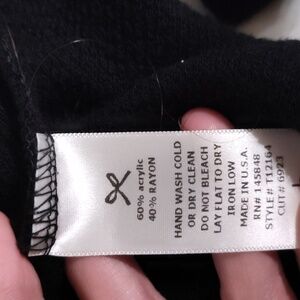 60% acrylic
40% RAYON
HAND WASH COLD
OR DRY CLEAN
DO NOT BLEACH
LAY FLAT TO DRY
IRON LOW
MADE IN U.S.A.
RN# 145848
STYLE# T12164
CUT# 6923